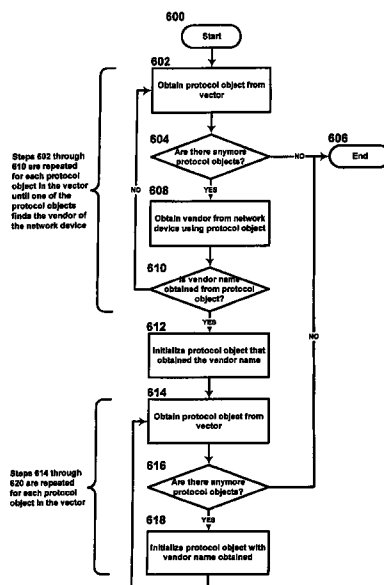 600
Start
602
Obtain protocol object from
vector
604
Are there anymore
protocol objects?
NO
606
End
YES
608
Obtain vendor from network
device using protocol object
NO
610
Is vendor name
obtained from protocol
object?
Steps 602 through
610 are repeated
for each protocol
object in the vector
until one of the
protocol objects
finds the vendor of
the network device
YES
612
Initialize protocol object that
obtained the vendor name
NO
614
Obtain protocol object from
vector
616
Are there anymore
protocol objects?
Steps 614 through
620 are repeated
for each protocol
object in the vector
YES
618
Initialize protocol object with
vendor name obtained